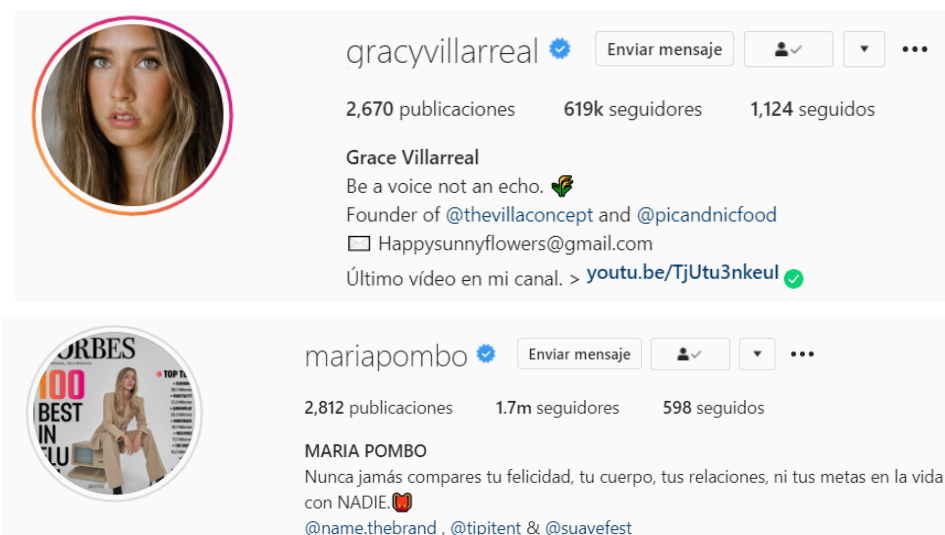 gracyvillarreal Enviar mensaje
2,670 publicaciones 619k seguidores 1,124 seguidos
Grace Villarreal
Be a voice not an echo.
Founder of @thevillaconcept and @picandnicfood
Happysunnyflowers@gmail.com
Último vídeo en mi canal. > youtu.be/TjUtu3nkeuI
ORBES
100
BEST
IN
LU
TOP
mariapombo Enviar mensaje
2,812 publicaciones 1.7m seguidores 598 seguidos
MARIA POMBO
Nunca jamás compares tu felicidad, tu cuerpo, tus relaciones, ni tus metas en la vida
con NADIE.
@name.thebrand , @tipitent & @suavefest